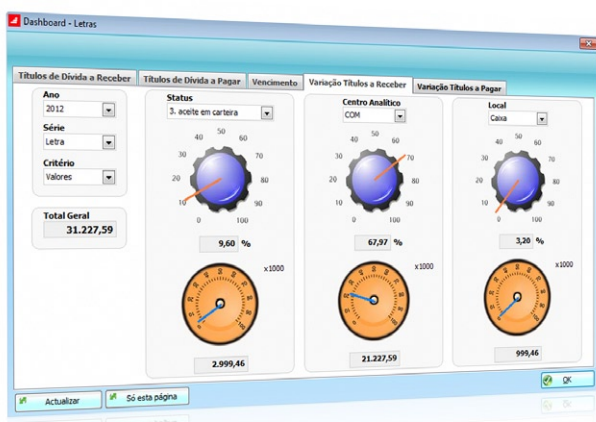 Dashboard - Letras
Títulos de Dívida a Receber Títulos de Dívida a Pagar Vencimento Variação Títulos a Receber Variação Títulos a Pagar
Ano
2012
Série
Letra
Critério
Valores
Total Geral
31.227,59
Status
3. aceite em carteira
0 10 20 30 40 50 60 70 80 90 100
9,60 %
x1000
2.999,46
Centro Analítico
COM
0 10 20 30 40 50 60 70 80 90 100
67,97 %
x1000
21.227,59
Local
Caixa
0 10 20 30 40 50 60 70 80 90 100
3,20 %
x1000
999,46
Actualizar Só esta página OK